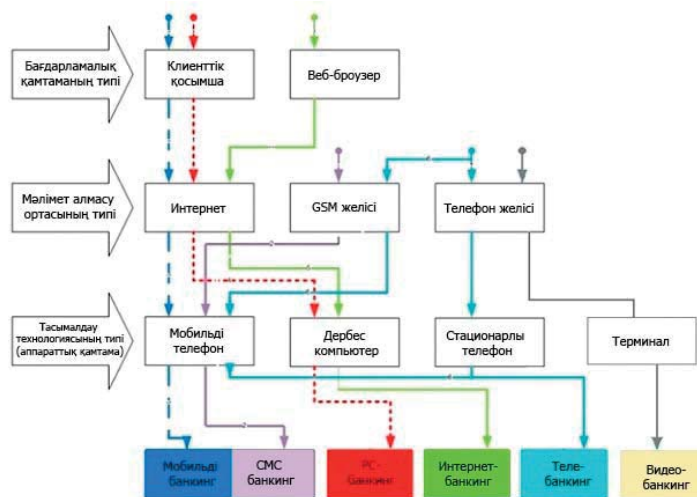 Бағдарламалық
қамтаманың типі
Клиенттік
қосымша
Веб-броузер
Мәлімет алмасу
ортасының типі
Интернет
GSM желісі
Телефон желісі
Тасымалдау
технологиясының типі
(аппараттық қамтама)
Мобильді
телефон
Дербес
компьютер
Стационарлы
телефон
Терминал
Мобильді
банкинг
СМС
банкинг
PC-
банкинг
Интернет-
банкинг
Теле-
банкинг
Видео-
банкинг